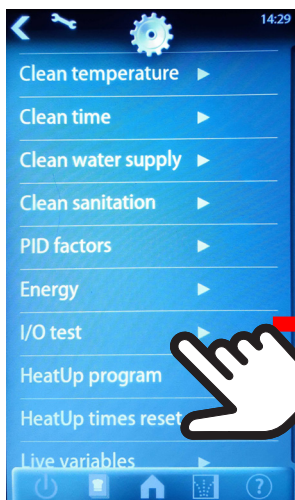 14:29
Clean temperature
Clean time
Clean water supply
Clean sanitation
PID factors
Energy
I/O test
HeatUp program
HeatUp times reset
Live variables
?